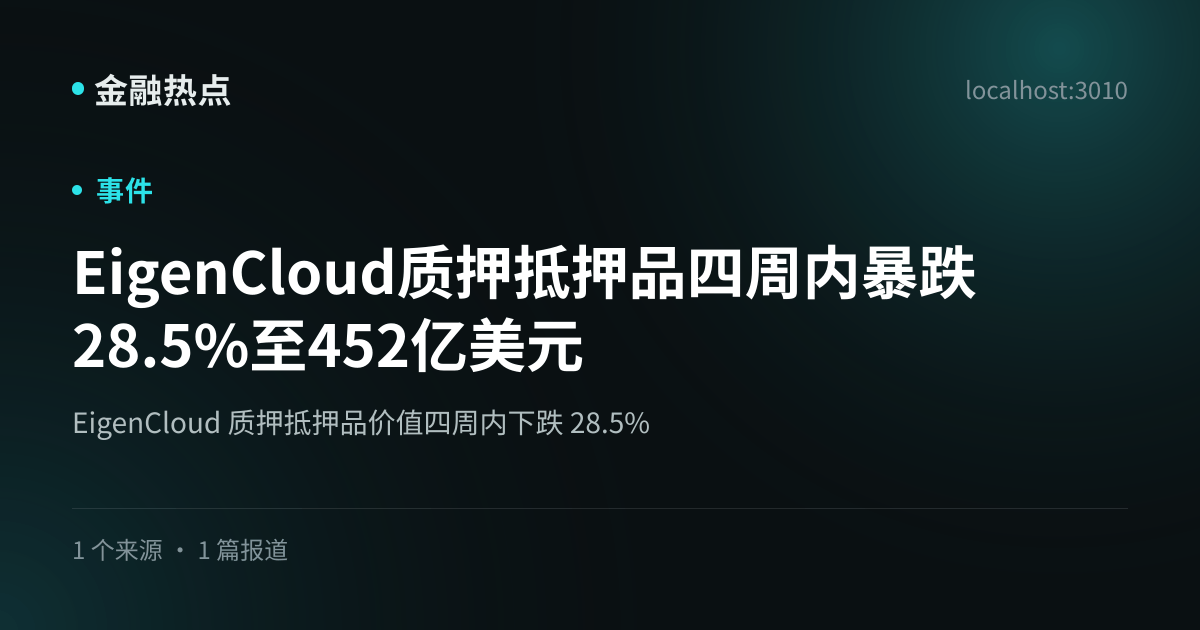 金融热点
localhost:3010
事件
EigenCloud质押抵押品四周内暴跌
28.5%至452亿美元
EigenCloud 质押抵押品价值四周内下跌 28.5%
1 个来源 · 1 篇报道